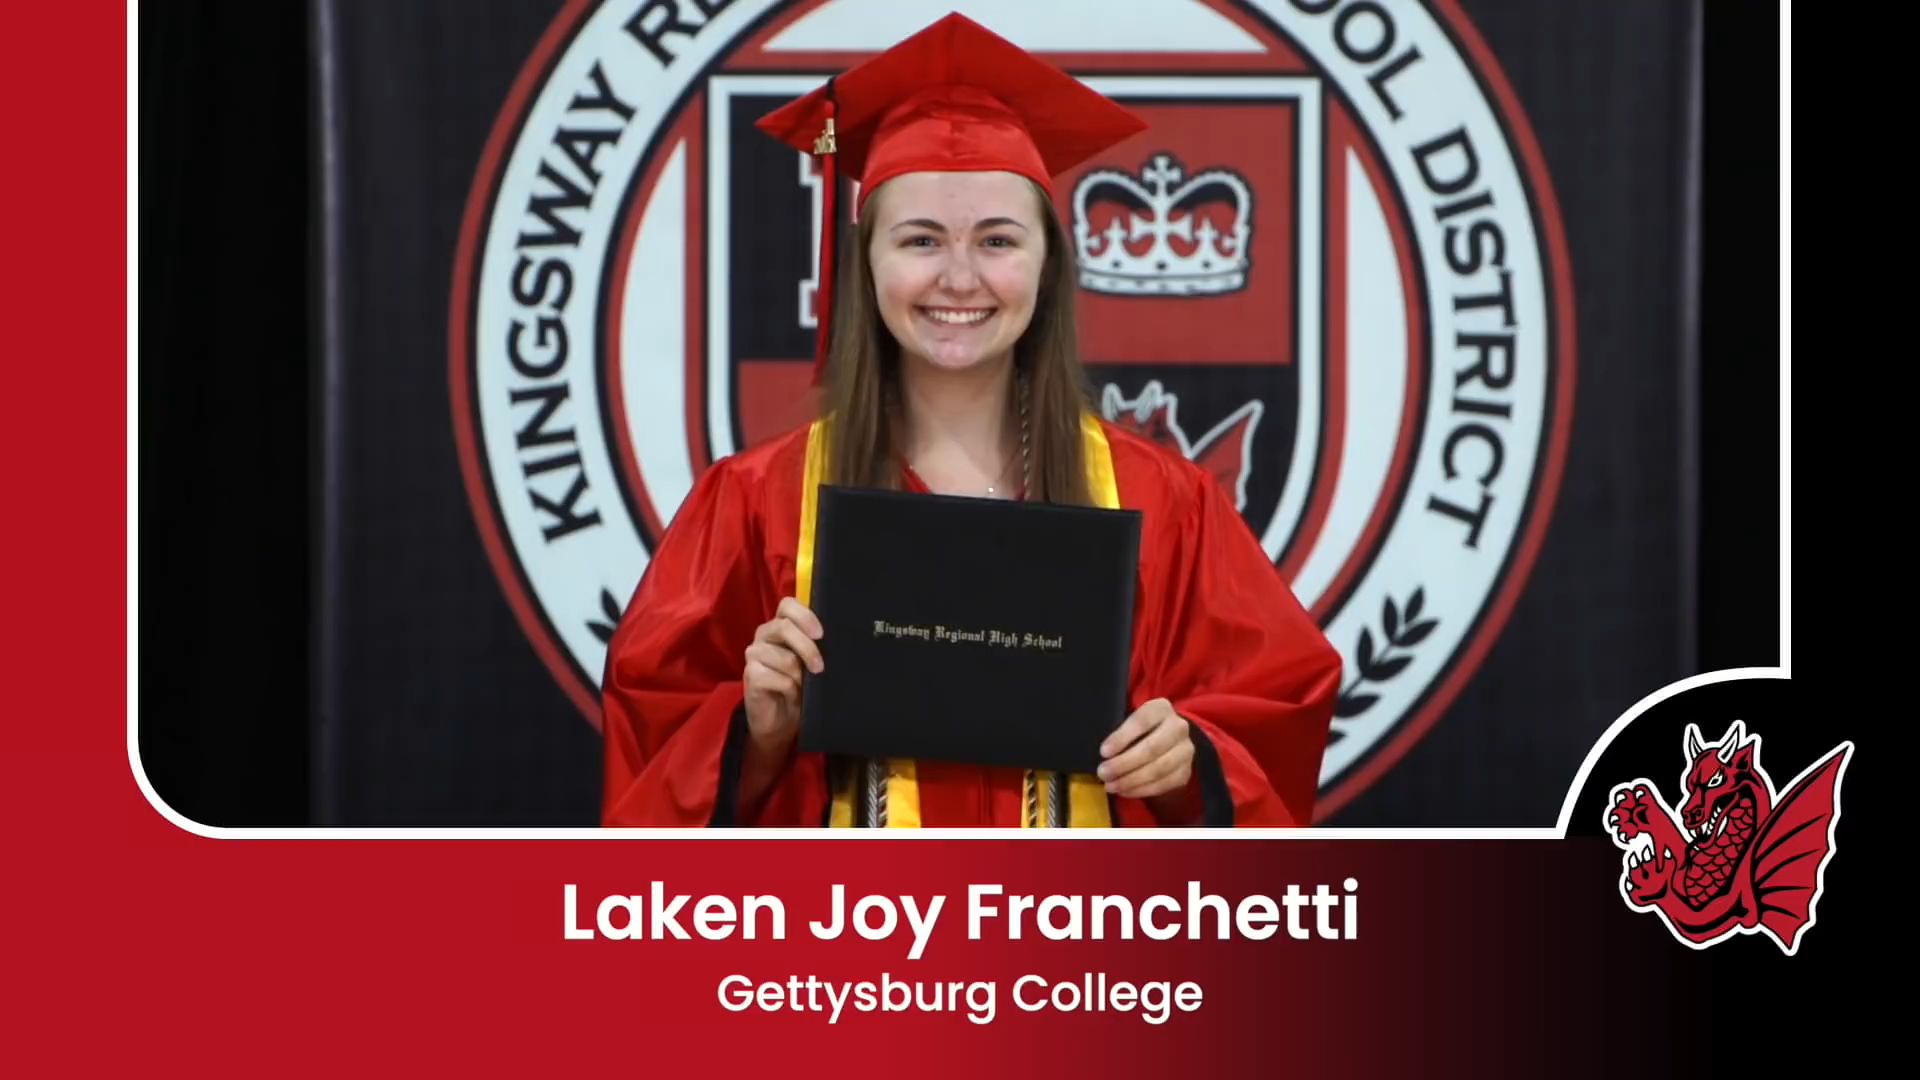 KINGSWAY RE
OOL DISTRICT
Kingsway Regional High School
Laken Joy Franchetti
Gettysburg College